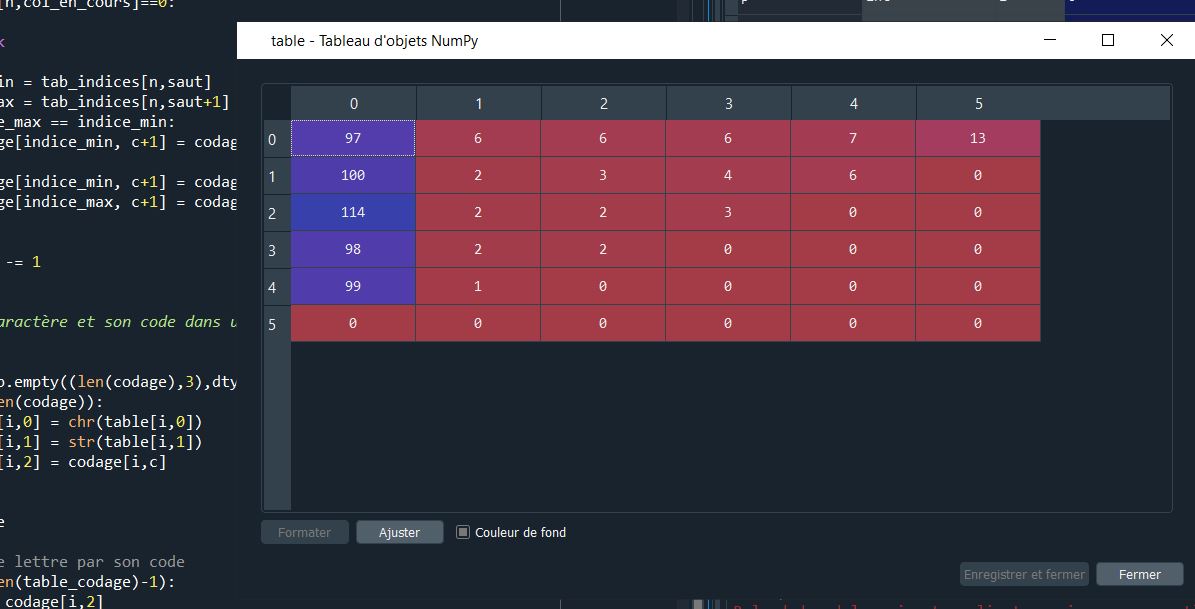 [n,col_en_cours]==0:
k
in = tab_indices[n,saut]
ax = tab_indices[n,saut+1]
e_max == indice_min:
ge[indice_min, c+1] = codag
ge[indice_min, c+1] = codag
ge[indice_max, c+1] = codag
-= 1
aractère et son code dans u
p.empty((len(codage),3),dty
en(codage)):
[i,0] = chr(table[i,0])
[i,1] = str(table[i,1])
[i,2] = codage[i,c]
e
e lettre par son code
en(table_codage)-1):
codage[i,2]
table - Tableau d'objets NumPy
0 1 2 3 4 5
0 97 6 6 6 7 13
1 100 2 3 4 6 0
2 114 2 2 3 0 0
3 98 2 2 0 0 0
4 99 1 0 0 0 0
5 0 0 0 0 0 0
Formater Ajuster Couleur de fond
Enregistrer et fermer Fermer